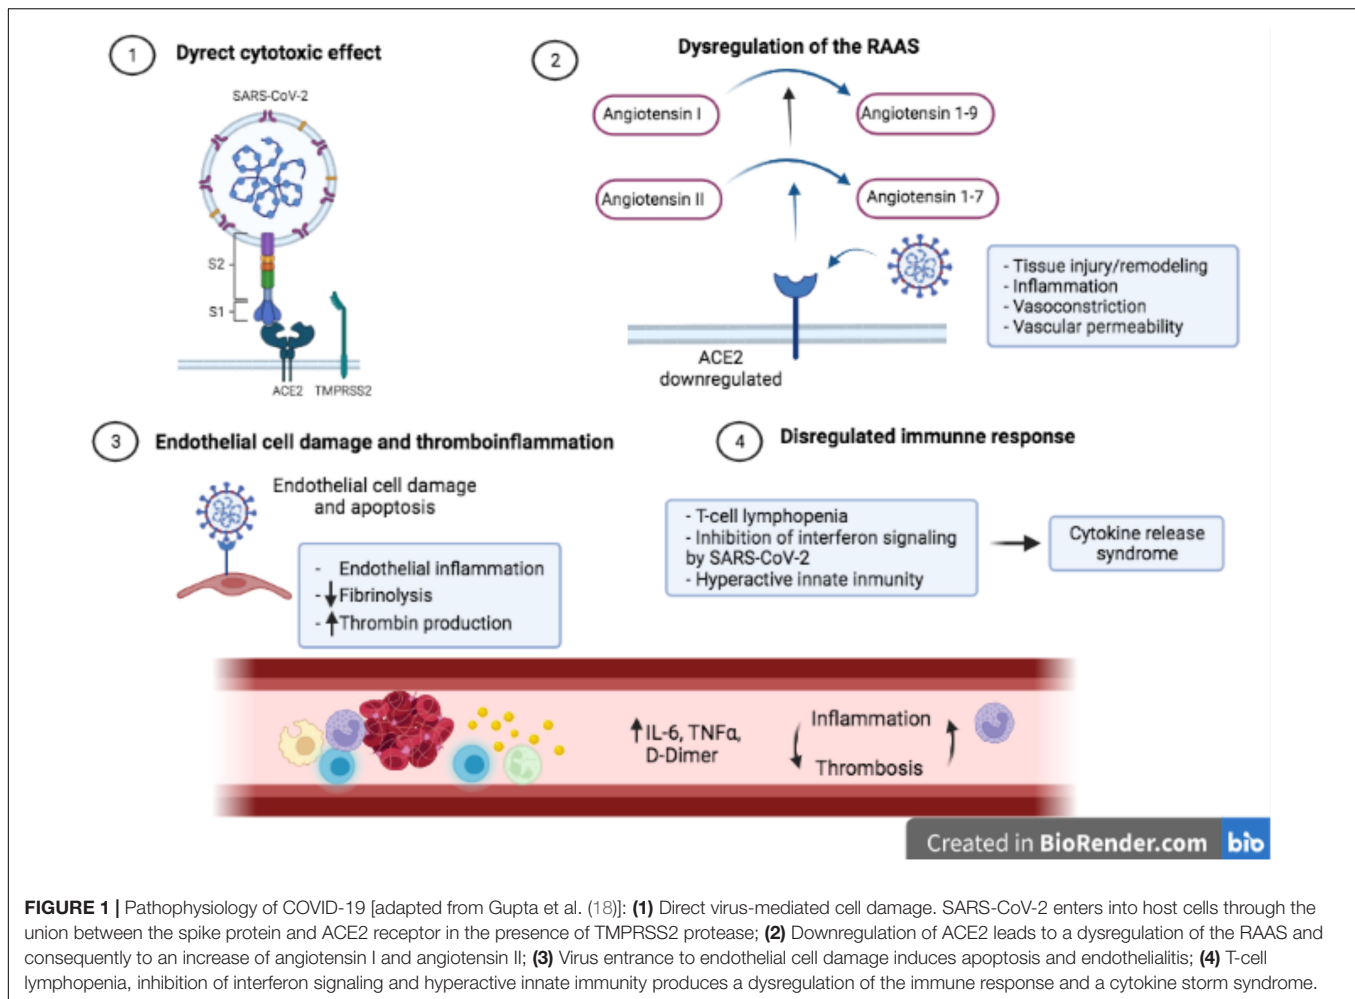 1 Dyrect cytotoxic effect
SARS-CoV-2
S2
S1
ACE2 TMPRSS2
2 Dysregulation of the RAAS
Angiotensin I
Angiotensin 1-9
Angiotensin II
Angiotensin 1-7
- Tissue injury/remodeling
- Inflammation
- Vasoconstriction
- Vascular permeability
ACE2
downregulated
3 Endothelial cell damage and thromboinflammation
Endothelial cell damage
and apoptosis
- Endothelial inflammation
- ↓ Fibrinolysis
- ↑ Thrombin production
4 Disregulated immunne response
- T-cell lymphopenia
- Inhibition of interferon signaling
by SARS-CoV-2
- Hyperactive innate inmunity
Cytokine release
syndrome
↑ IL-6, TNFα,
D-Dimer
Inflammation
Thrombosis
Created in BioRender.com bio
FIGURE 1 | Pathophysiology of COVID-19 [adapted from Gupta et al. (18)]: (1) Direct virus-mediated cell damage. SARS-CoV-2 enters into host cells through the
union between the spike protein and ACE2 receptor in the presence of TMPRSS2 protease; (2) Downregulation of ACE2 leads to a dysregulation of the RAAS and
consequently to an increase of angiotensin I and angiotensin II; (3) Virus entrance to endothelial cell damage induces apoptosis and endothelialitis; (4) T-cell
lymphopenia, inhibition of interferon signaling and hyperactive innate immunity produces a dysregulation of the immune response and a cytokine storm syndrome.